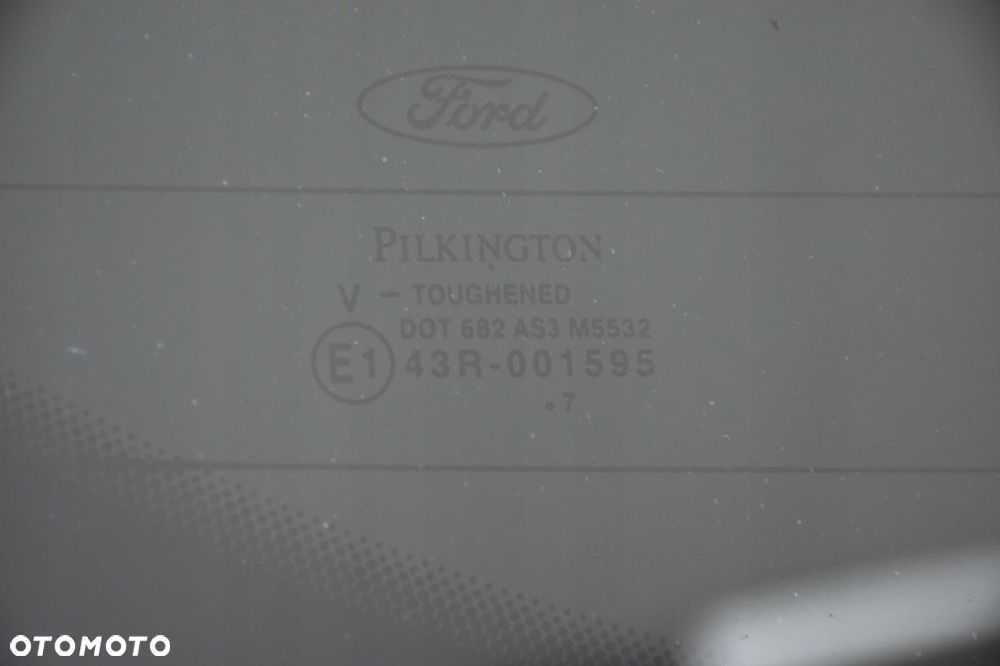 Ford
PILKINGTON
V - TOUGHENED
DOT 682 AS3 M5532
E1 43R-001595
.7
OTOMOTO